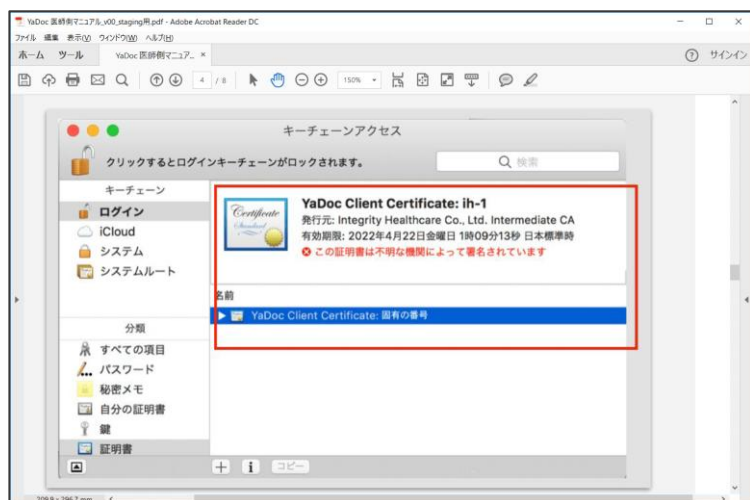 YaDoc 医師側マニュアル_v00_staging用.pdf - Adobe Acrobat Reader DC
ファイル 編集 表示(V) ウインドウ(W) ヘルプ(H)
ホーム ツール YaDoc 医師側マニュア... × サインイン
4 / 8 150%
キーチェーンアクセス
クリックするとログインキーチェーンがロックされます。 検索
キーチェーン
ログイン
iCloud
システム
システムルート
YaDoc Client Certificate: ih-1
発行元: Integrity Healthcare Co., Ltd. Intermediate CA
有効期限: 2022年4月22日金曜日 1時09分13秒 日本標準時
この証明書は不明な機関によって署名されています
Certificate
Standard
名前
YaDoc Client Certificate: 固有の番号
分類
すべての項目
パスワード
秘密メモ
自分の証明書
鍵
証明書
コピー